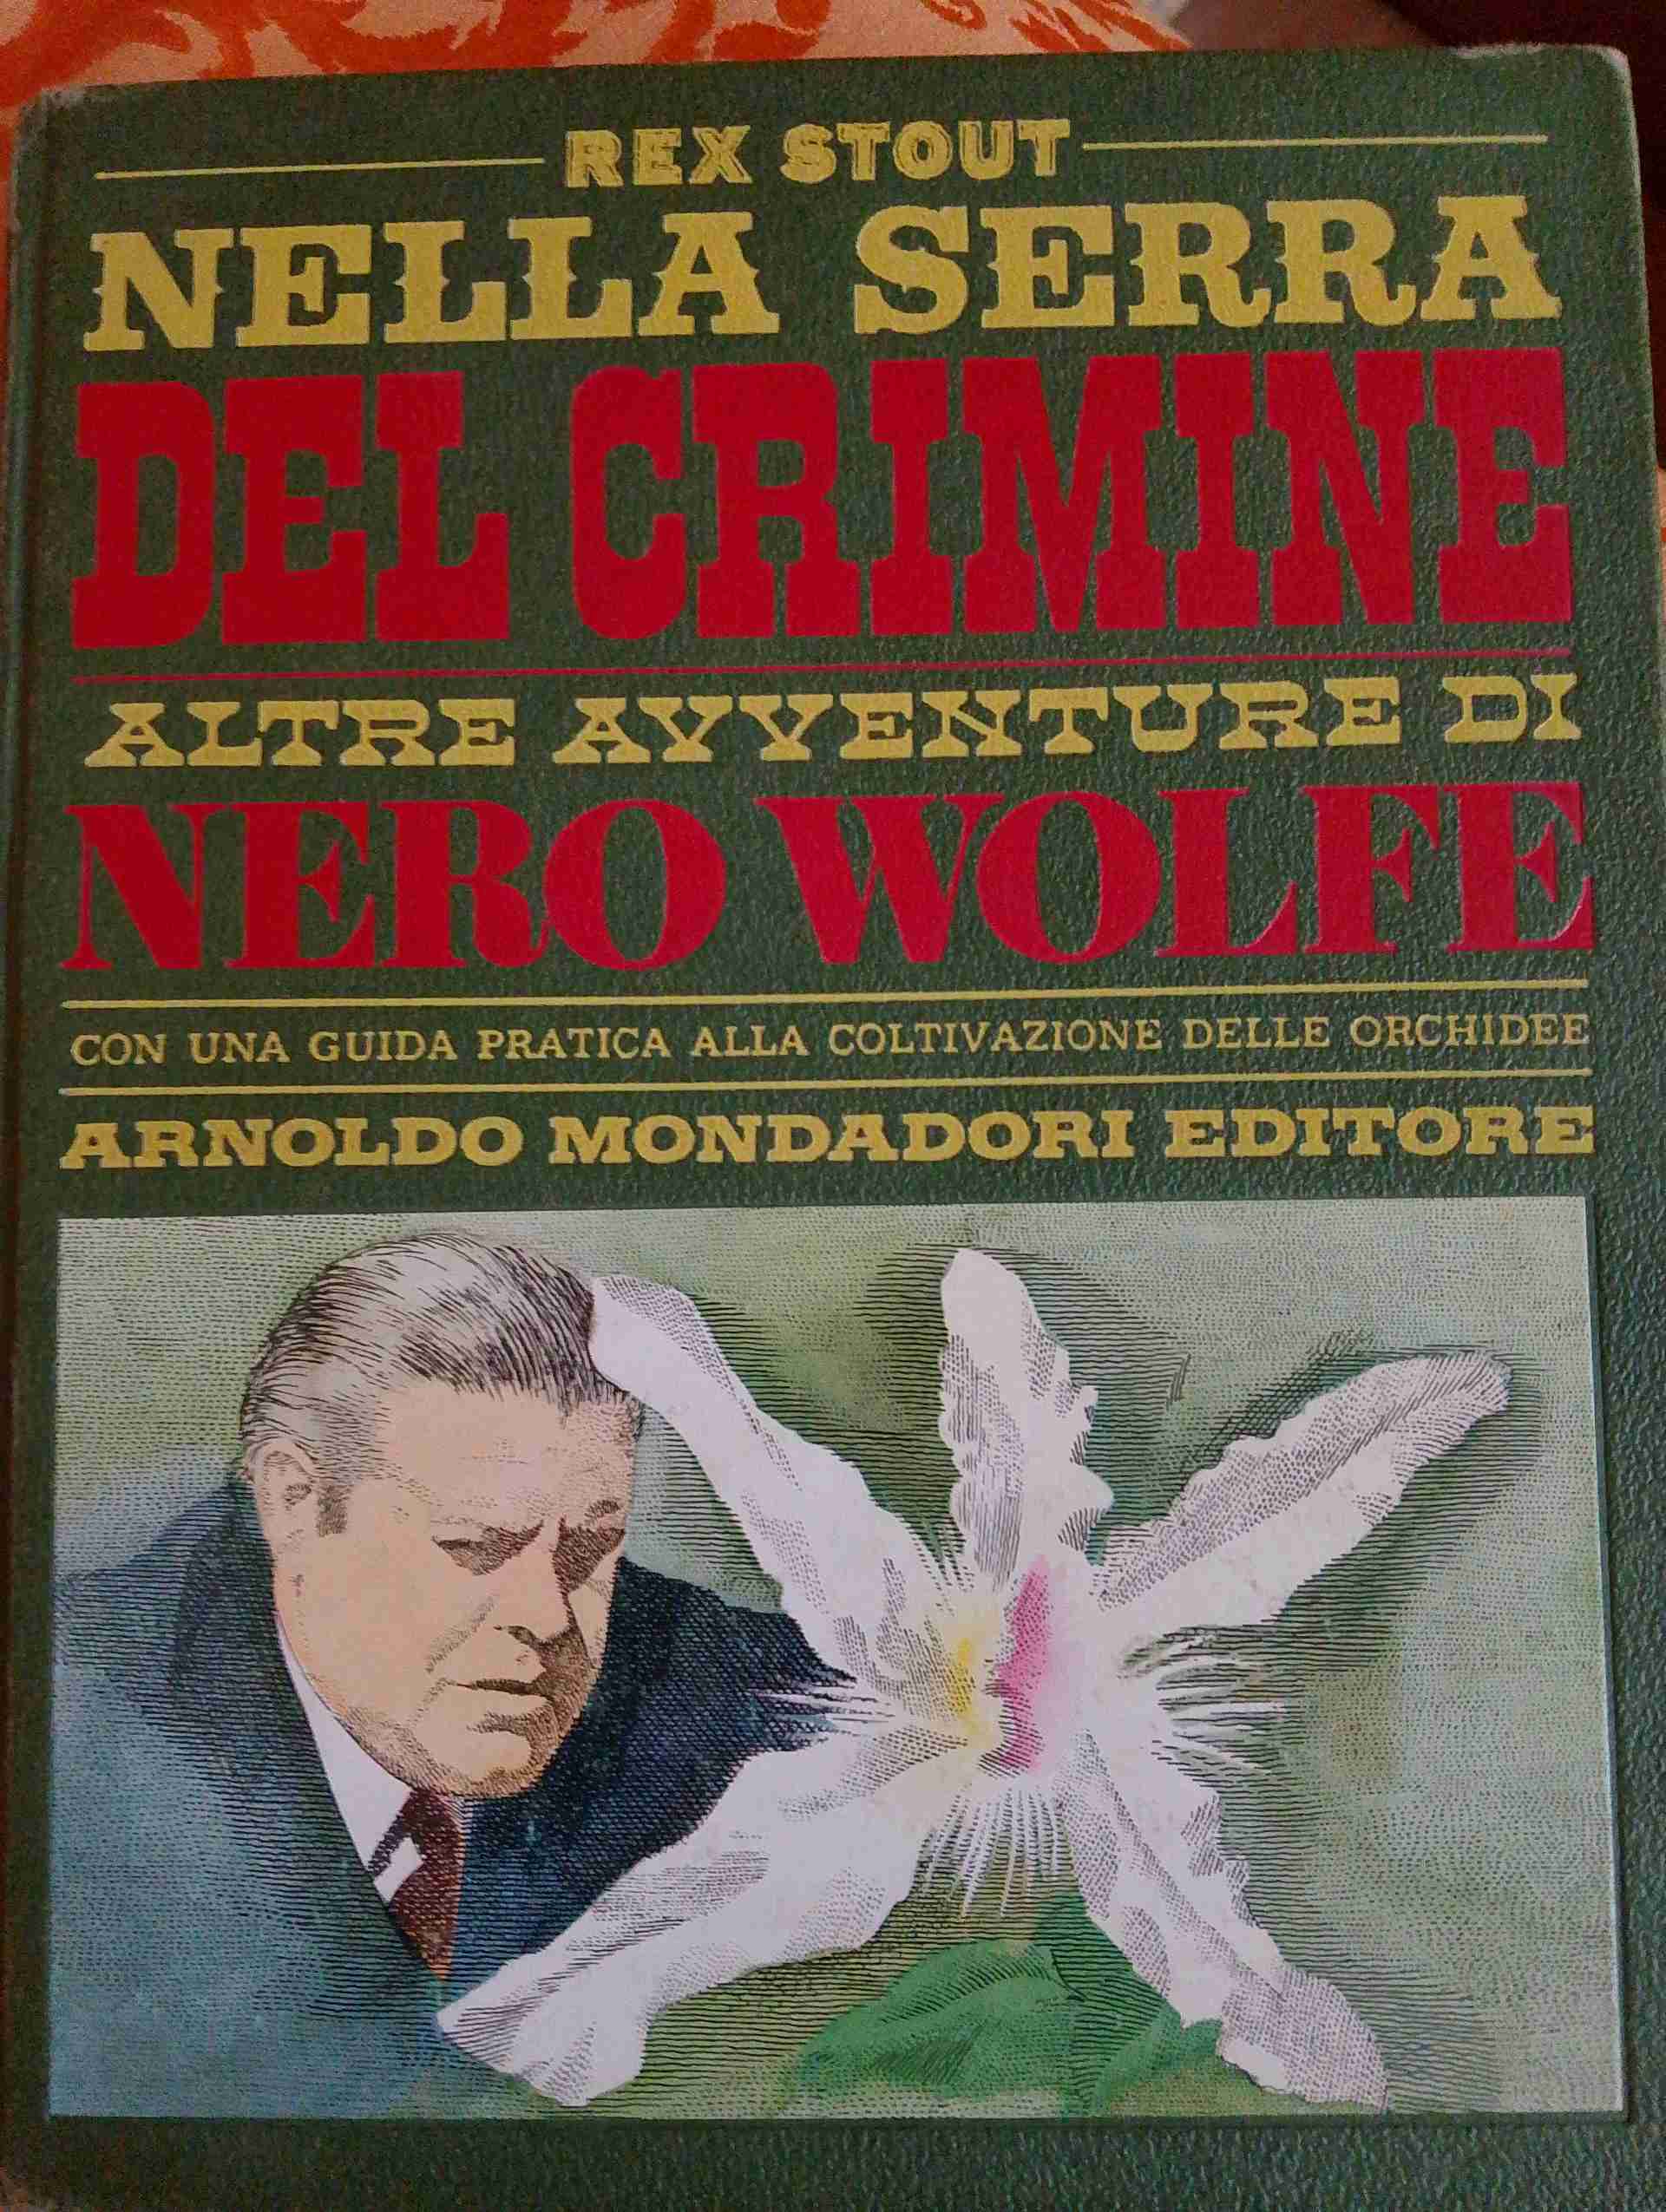 REX STOUT
NELLA SERRA
DEL CRIMINE
ALTRE AVVENTURE DI
NERO WOLFE
CON UNA GUIDA PRATICA ALLA COLTIVAZIONE DELLE ORCHIDEE
ARNOLDO MONDADORI EDITORE